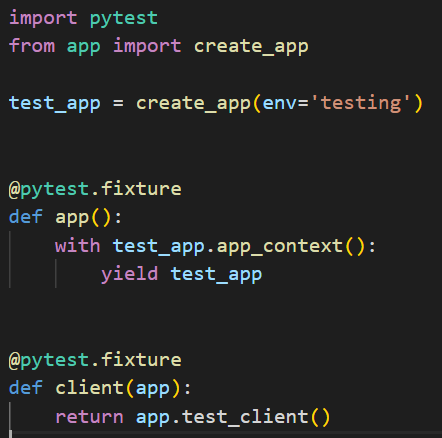 import pytest
from app import create_app
test_app = create_app(env='testing')
@pytest.fixture
def app():
    with test_app.app_context():
        yield test_app
@pytest.fixture
def client(app):
    return app.test_client()